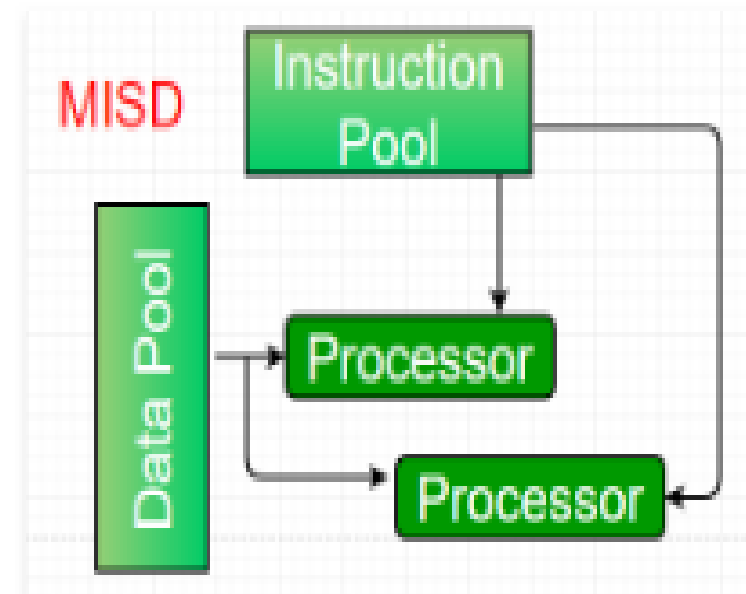 MISD
Instruction
Pool
Data Pool
Processor
Processor